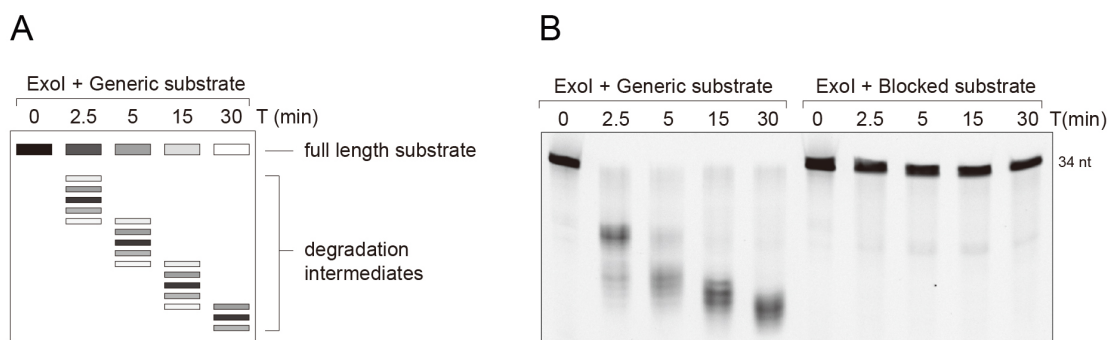 A
ExoI + Generic substrate
0 2.5 5 15 30 T (min)
full length substrate
degradation
intermediates
B
ExoI + Generic substrate ExoI + Blocked substrate
0 2.5 5 15 30 0 2.5 5 15 30 T(min)
34 nt